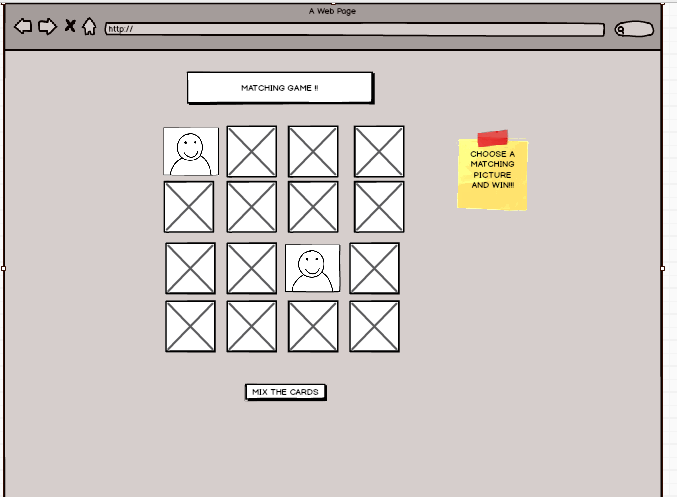 A Web Page
http://
MATCHING GAME !!
CHOOSE A
MATCHING
PICTURE
AND WIN!!!
MIX THE CARDS